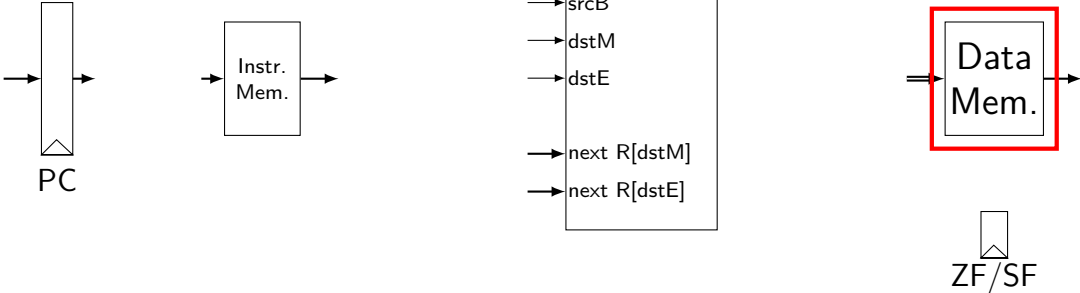 srcB
dstM
dstE
next R[dstM]
next R[dstE]
PC
Instr.
Mem.
Data
Mem.
ZF/SF